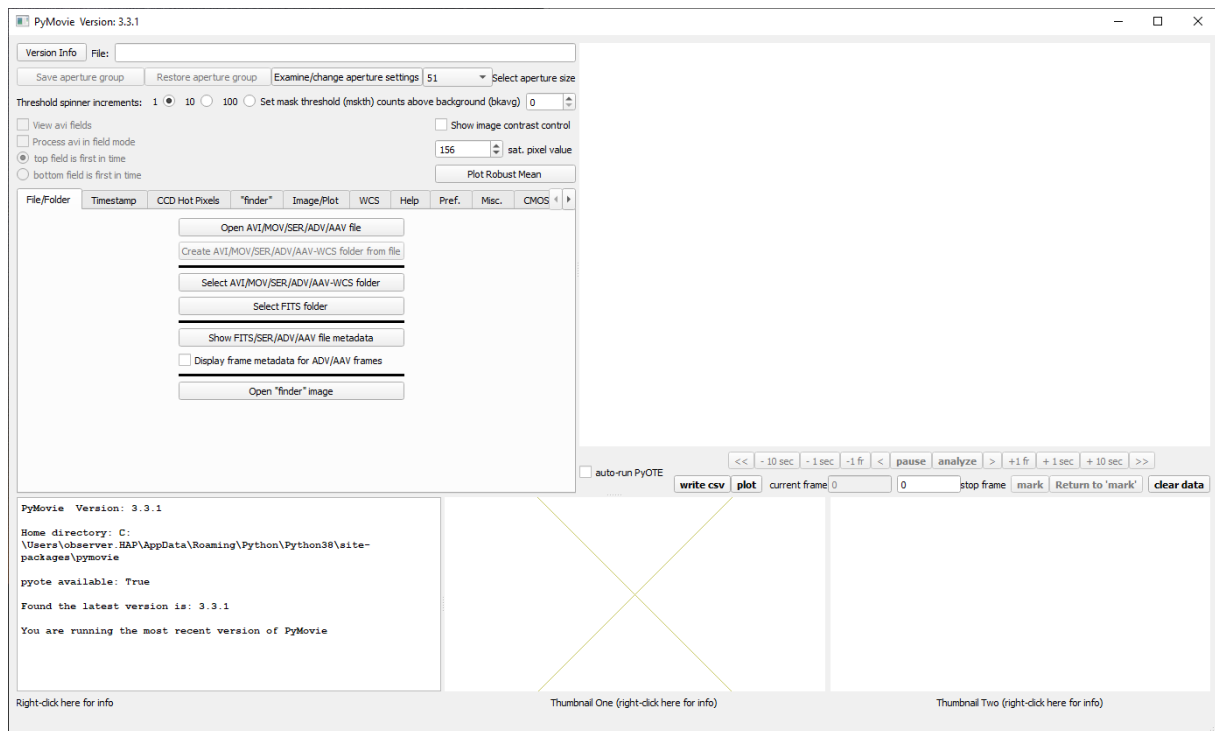 PyMovie Version: 3.3.1
Version Info File:
Save aperture group Restore aperture group Examine/change aperture settings 51 Select aperture size
Threshold spinner increments: 1 10 100 Set mask threshold (mskth) counts above background (bkavg) 0
View avi fields
Show image contrast control
Process avi in field mode
156 sat. pixel value
top field is first in time
bottom field is first in time
Plot Robust Mean
File/Folder Timestamp CCD Hot Pixels "finder" Image/Plot WCS Help Pref. Misc. CMOS
Open AVI/MOV/SER/ADV/AAV file
Create AVI/MOV/SER/ADV/AAV-WCS folder from file
Select AVI/MOV/SER/ADV/AAV-WCS folder
Select FITS folder
Show FITS/SER/ADV/AAV file metadata
Display frame metadata for ADV/AAV frames
Open "finder" image
<< - 10 sec - 1 sec -1 fr < pause analyze > +1 fr + 1 sec + 10 sec >>
auto-run PyOTE
write csv plot current frame 0 0 stop frame mark Return to 'mark' clear data
PyMovie Version: 3.3.1
Home directory: C:
\Users\observer.HAP\AppData\Roaming\Python\Python38\site-
packages\pymovie
pyote available: True
Found the latest version is: 3.3.1
You are running the most recent version of PyMovie
Right-click here for info Thumbnail One (right-click here for info) Thumbnail Two (right-click here for info)